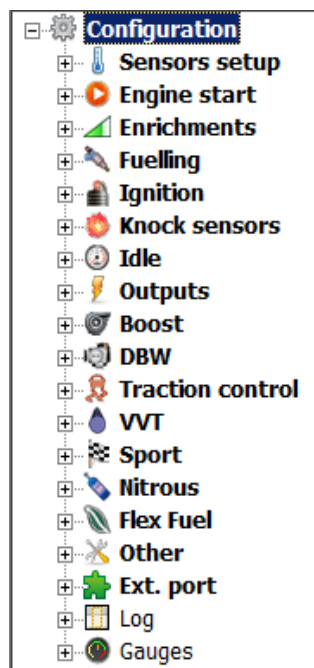 Configuration
Sensors setup
Engine start
Enrichments
Fuelling
Ignition
Knock sensors
Idle
Outputs
Boost
DBW
Traction control
VVT
Sport
Nitrous
Flex Fuel
Other
Ext. port
Log
Gauges